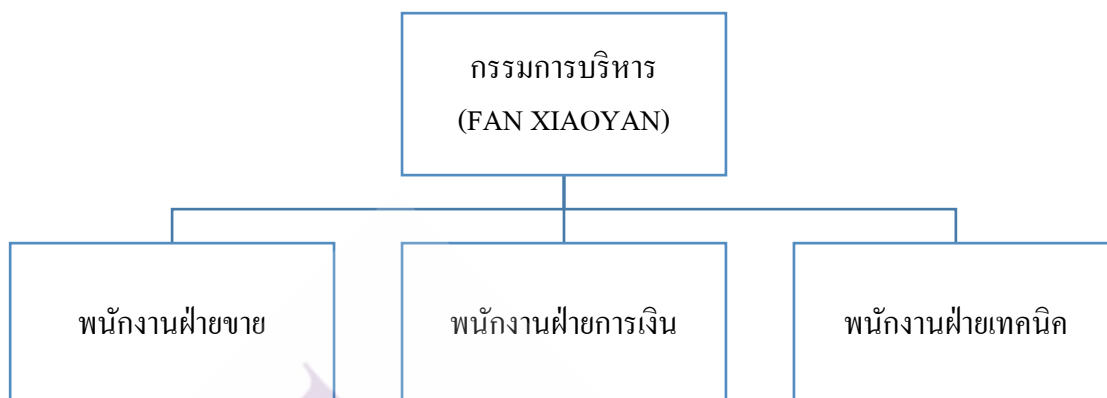 กรรมการบริหาร
(FAN XIAOYAN)
พนักงานฝ่ายขาย
พนักงานฝ่ายการเงิน
พนักงานฝ่ายเทคนิค